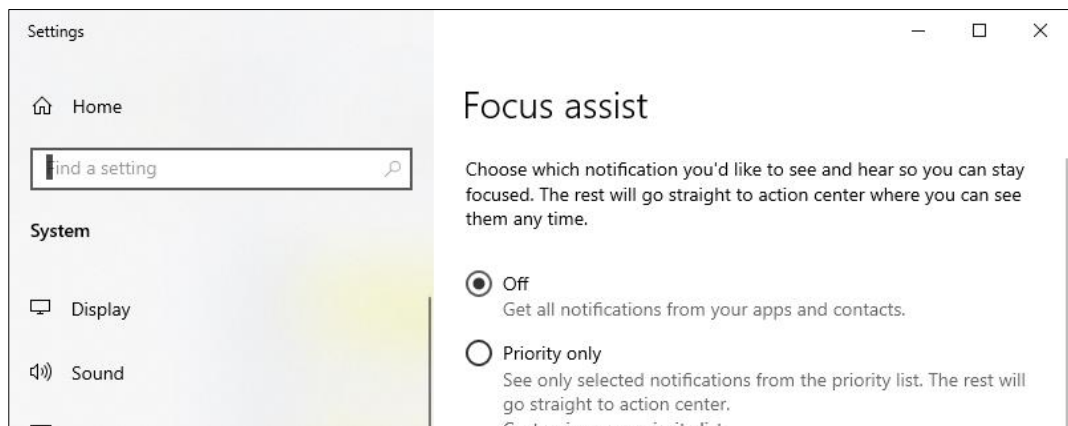 Settings
Home
Find a setting
System
Display
Sound
Focus assist
Choose which notification you'd like to see and hear so you can stay
focused. The rest will go straight to action center where you can see
them any time.
Off
Get all notifications from your apps and contacts.
Priority only
See only selected notifications from the priority list. The rest will
go straight to action center.